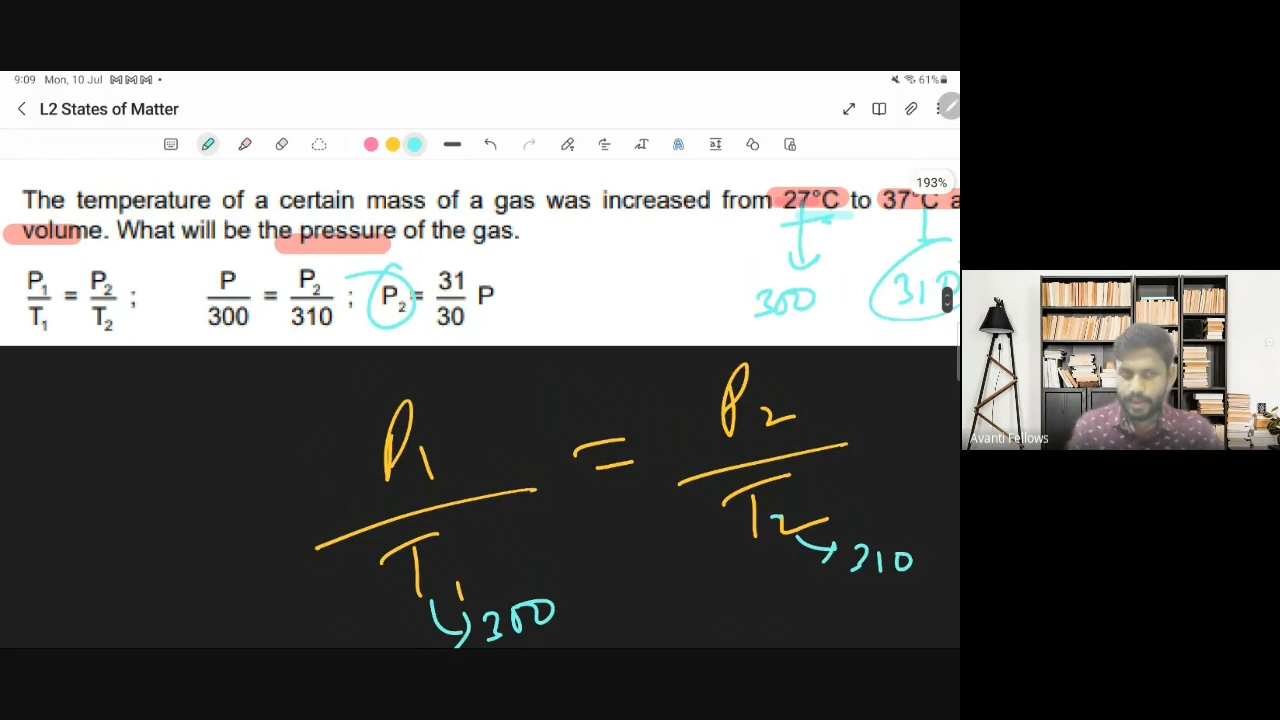 9:09 Mon, 10 Jul
61%
L2 States of Matter
193%
The temperature of a certain mass of a gas was increased from 27°C to 37°C a
volume. What will be the pressure of the gas.
P₁/T₁ = P₂/T₂ ; P/300 = P₂/310 ; P₂ = 31/30 P
300 310
P₁/T₁ = P₂/T₂
310
300
Avanti Fellows